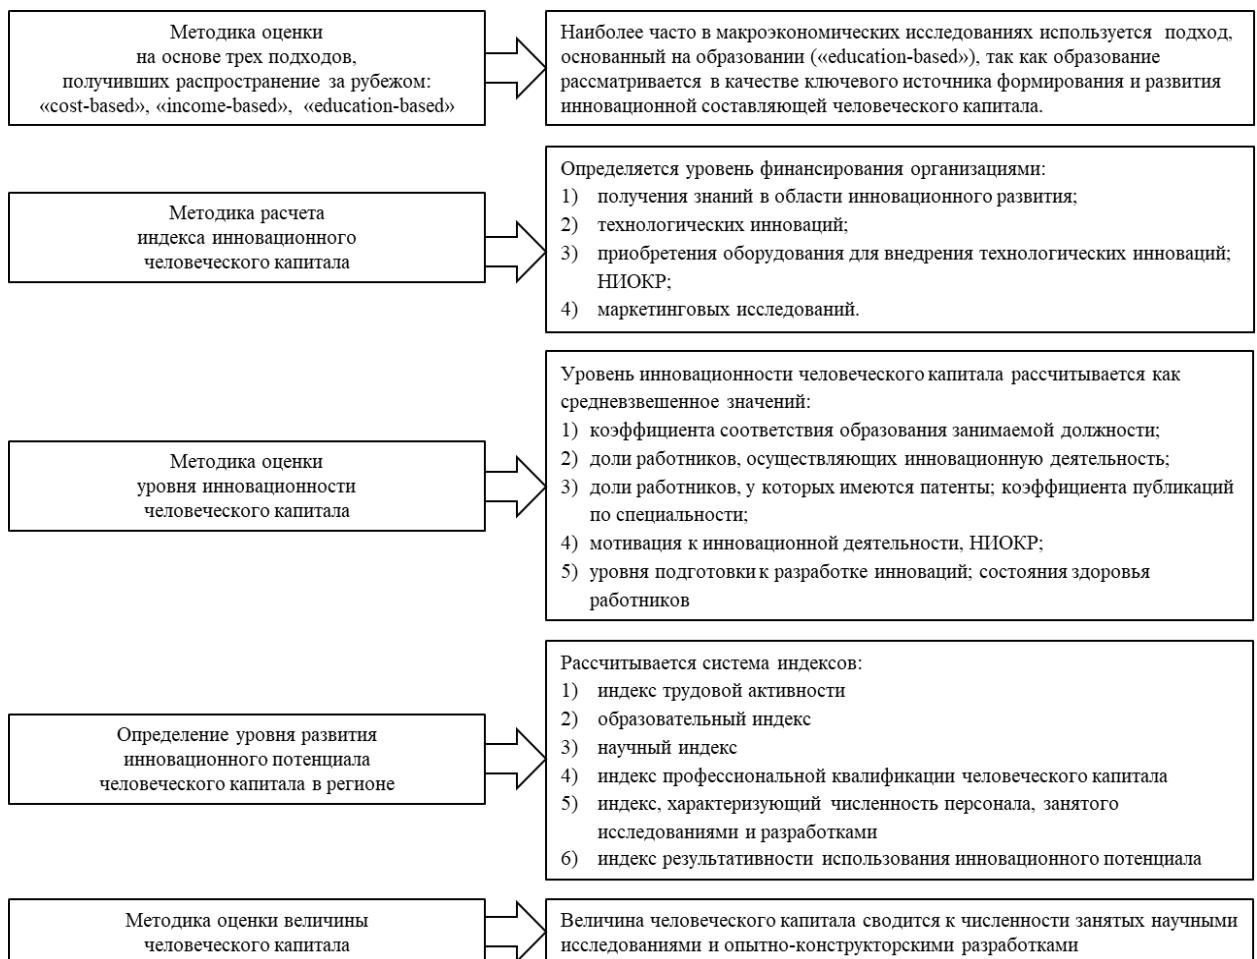 Методика оценки
на основе трех подходов,
получивших распространение за рубежом:
«cost-based», «income-based», «education-based»
Наиболее часто в макроэкономических исследованиях используется подход,
основанный на образовании («education-based»), так как образование
рассматривается в качестве ключевого источника формирования и развития
инновационной составляющей человеческого капитала.
Методика расчета
индекса инновационного
человеческого капитала
Определяется уровень финансирования организациями:
1) получения знаний в области инновационного развития;
2) технологических инноваций;
3) приобретения оборудования для внедрения технологических инноваций;
НИОКР;
4) маркетинговых исследований.
Методика оценки
уровня инновационности
человеческого капитала
Уровень инновационности человеческого капитала рассчитывается как
средневзвешенное значений:
1) коэффициента соответствия образования занимаемой должности;
2) доли работников, осуществляющих инновационную деятельность;
3) доли работников, у которых имеются патенты; коэффициента публикаций
по специальности;
4) мотивация к инновационной деятельности, НИОКР;
5) уровня подготовки к разработке инноваций; состояния здоровья
работников
Определение уровня развития
инновационного потенциала
человеческого капитала в регионе
Рассчитывается система индексов:
1) индекс трудовой активности
2) образовательный индекс
3) научный индекс
4) индекс профессиональной квалификации человеческого капитала
5) индекс, характеризующий численность персонала, занятого
исследованиями и разработками
6) индекс результативности использования инновационного потенциала
Методика оценки величины
человеческого капитала
Величина человеческого капитала сводится к численности занятых научными
исследованиями и опытно-конструкторскими разработками